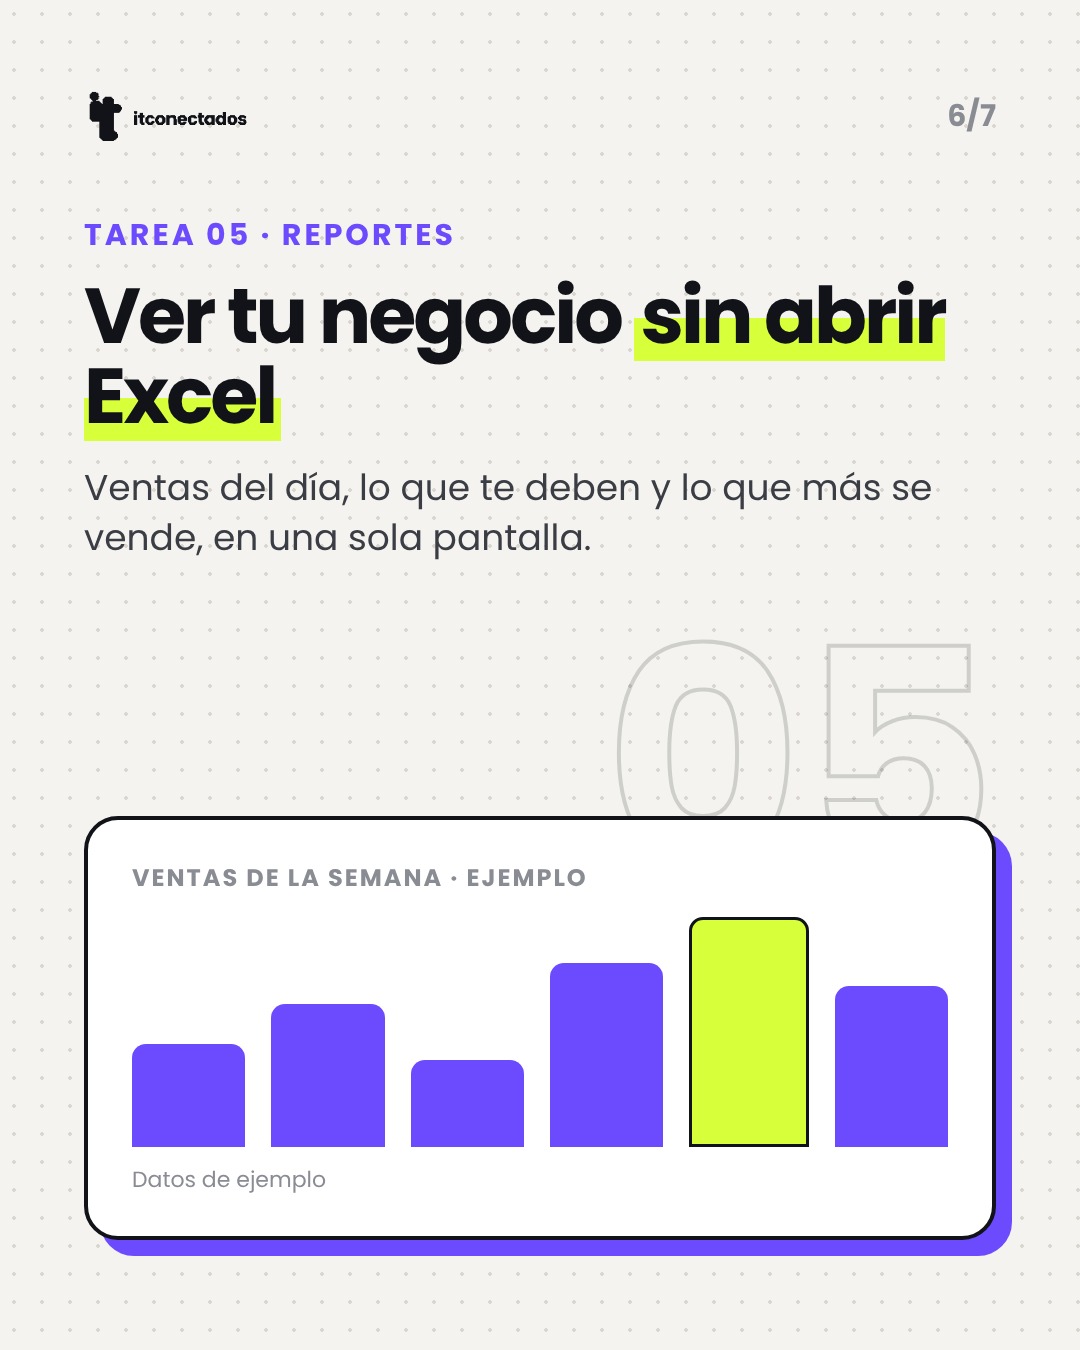 itconectados
6/7
TAREA 05 · REPORTES
Ver tu negocio sin abrir
Excel
Ventas del día, lo que te deben y lo que más se
vende, en una sola pantalla.
05
VENTAS DE LA SEMANA · EJEMPLO
Datos de ejemplo